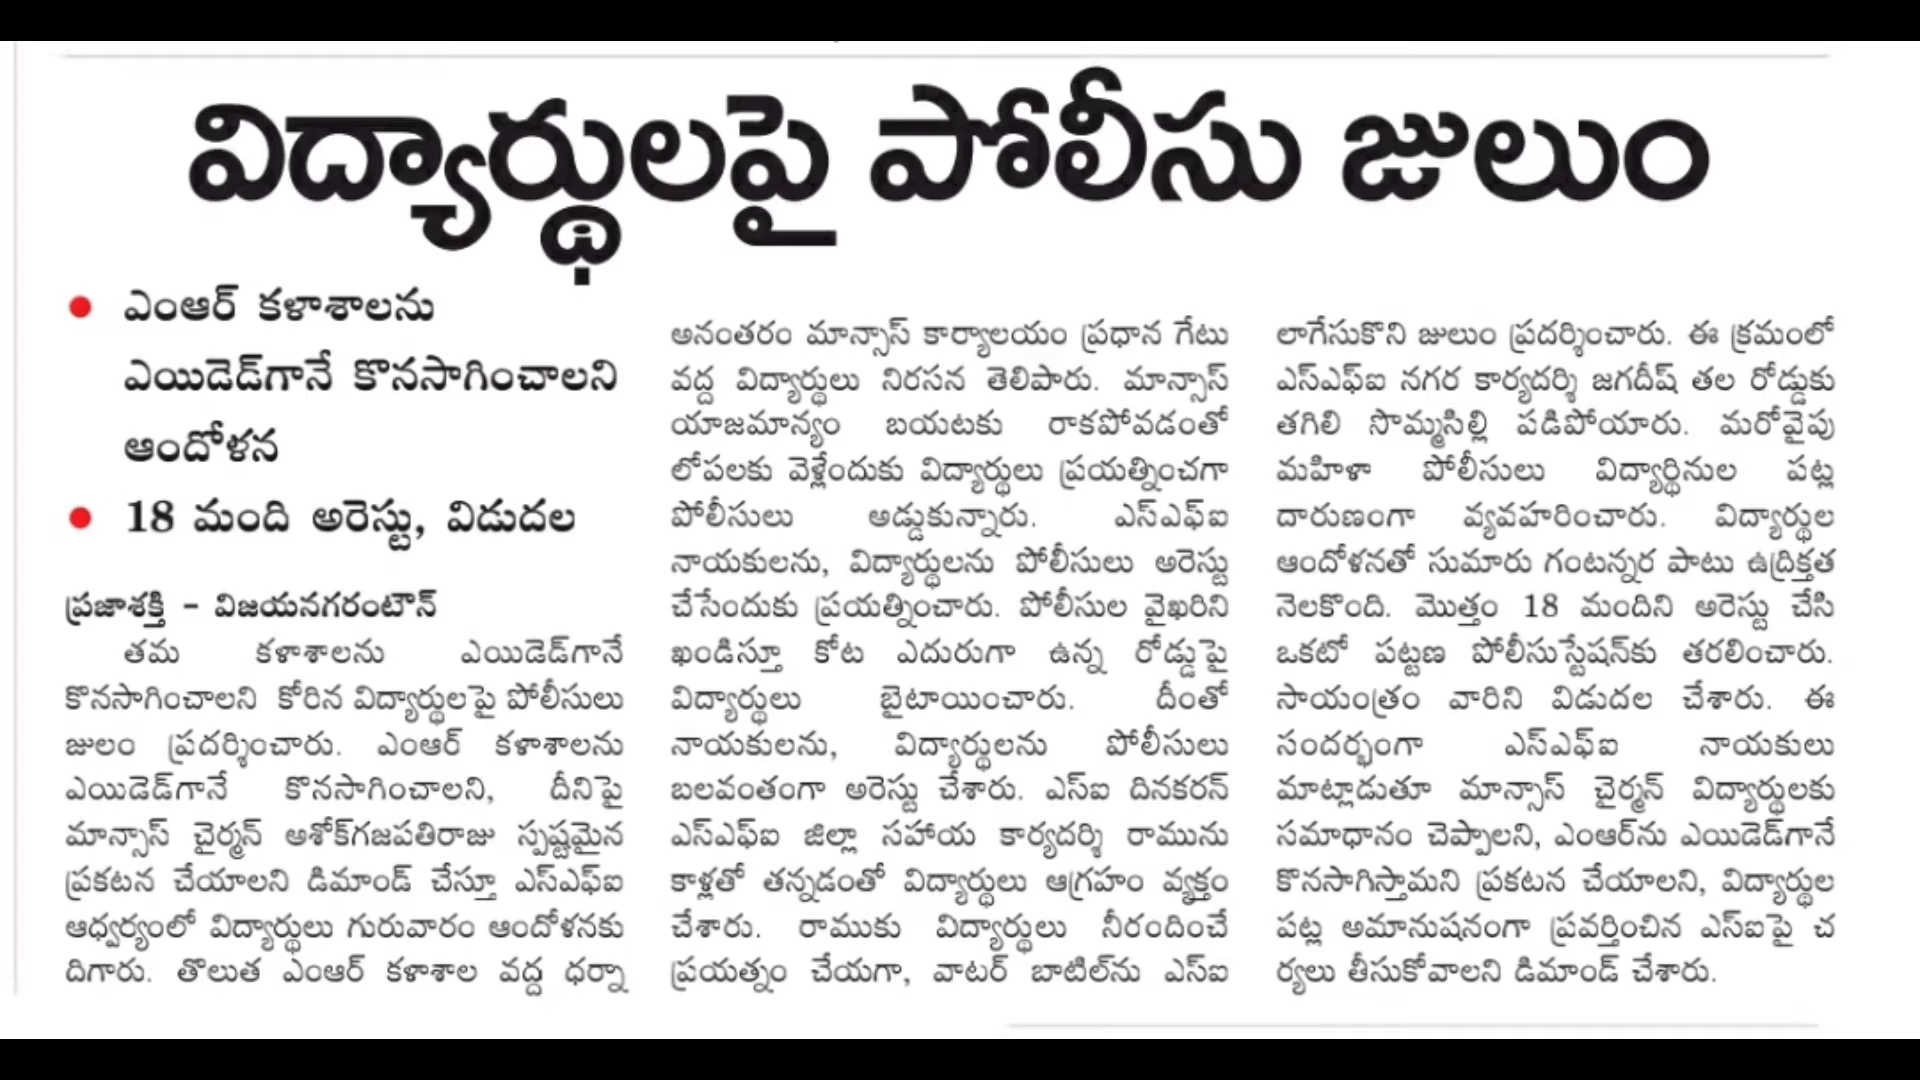 విద్యార్థులపై పోలీసు జులుం
● ఎంఆర్ కళాశాలను
ఎయిడెడ్‌గానే కొనసాగించాలని
ఆందోళన
● 18 మంది అరెస్టు, విడుదల
ప్రజాశక్తి - విజయనగరంటౌన్
తమ కళాశాలను ఎయిడెడ్‌గానే
కొనసాగించాలని కోరిన విద్యార్థులపై పోలీసులు
జులం ప్రదర్శించారు. ఎంఆర్ కళాశాలను
ఎయిడెడ్‌గానే కొనసాగించాలని, దీనిపై
మాన్సాస్ చైర్మన్ అశోక్‌గజపతిరాజు స్పష్టమైన
ప్రకటన చేయాలని డిమాండ్ చేస్తూ ఎస్ఎఫ్ఐ
ఆధ్వర్యంలో విద్యార్థులు గురువారం ఆందోళనకు
దిగారు. తొలుత ఎంఆర్ కళాశాల వద్ద ధర్నా
అనంతరం మాన్సాస్ కార్యాలయం ప్రధాన గేటు
వద్ద విద్యార్థులు నిరసన తెలిపారు. మాన్సాస్
యాజమాన్యం బయటకు రాకపోవడంతో
లోపలకు వెళ్లేందుకు విద్యార్థులు ప్రయత్నించగా
పోలీసులు అడ్డుకున్నారు. ఎస్ఎఫ్ఐ
నాయకులను, విద్యార్థులను పోలీసులు అరెస్టు
చేసేందుకు ప్రయత్నించారు. పోలీసుల వైఖరిని
ఖండిస్తూ కోట ఎదురుగా ఉన్న రోడ్డుపై
విద్యార్థులు బైటాయించారు. దీంతో
నాయకులను, విద్యార్థులను పోలీసులు
బలవంతంగా అరెస్టు చేశారు. ఎస్ఐ దినకరన్
ఎస్ఎఫ్ఐ జిల్లా సహాయ కార్యదర్శి రామును
కాళ్లతో తన్నడంతో విద్యార్థులు ఆగ్రహం వ్యక్తం
చేశారు. రాముకు విద్యార్థులు నీరందించే
ప్రయత్నం చేయగా, వాటర్ బాటిల్‌ను ఎస్ఐ
లాగేసుకొని జులుం ప్రదర్శించారు. ఈ క్రమంలో
ఎస్ఎఫ్ఐ నగర కార్యదర్శి జగదీష్ తల రోడ్డుకు
తగిలి సొమ్మసిల్లి పడిపోయారు. మరోవైపు
మహిళా పోలీసులు విద్యార్థినుల పట్ల
దారుణంగా వ్యవహరించారు. విద్యార్థుల
ఆందోళనతో సుమారు గంటన్నర పాటు ఉద్రిక్తత
నెలకొంది. మొత్తం 18 మందిని అరెస్టు చేసి
ఒకటో పట్టణ పోలీసుస్టేషన్‌కు తరలించారు.
సాయంత్రం వారిని విడుదల చేశారు. ఈ
సందర్భంగా ఎస్ఎఫ్ఐ నాయకులు
మాట్లాడుతూ మాన్సాస్ చైర్మన్ విద్యార్థులకు
సమాధానం చెప్పాలని, ఎంఆర్‌ను ఎయిడెడ్‌గానే
కొనసాగిస్తామని ప్రకటన చేయాలని, విద్యార్థుల
పట్ల అమానుషనంగా ప్రవర్తించిన ఎస్ఐపై చ
ర్యలు తీసుకోవాలని డిమాండ్ చేశారు.